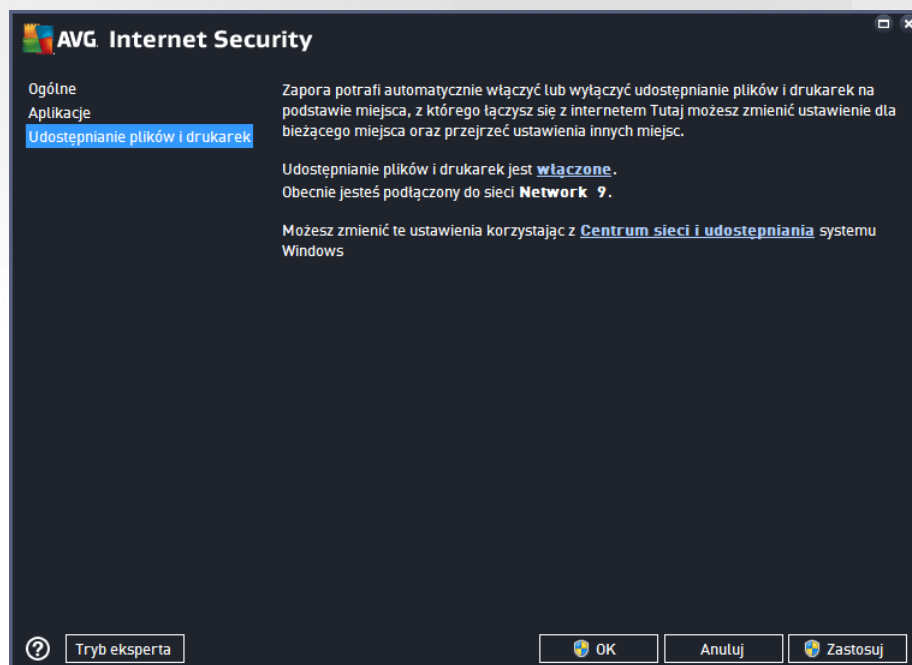 AVG. Internet Security
Ogólne
Aplikacje
Udostępnianie plików i drukarek
Zapora potrafi automatycznie włączyć lub wyłączyć udostępnianie plików i drukarek na
podstawie miejsca, z którego łączysz się z internetem Tutaj możesz zmienić ustawienie dla
bieżącego miejsca oraz przejrzeć ustawienia innych miejsc.
Udostępnianie plików i drukarek jest włączone.
Obecnie jesteś podłączony do sieci Network 9.
Możesz zmienić te ustawienia korzystając z Centrum sieci i udostępniania systemu
Windows
? Tryb eksperta OK Anuluj Zastosuj